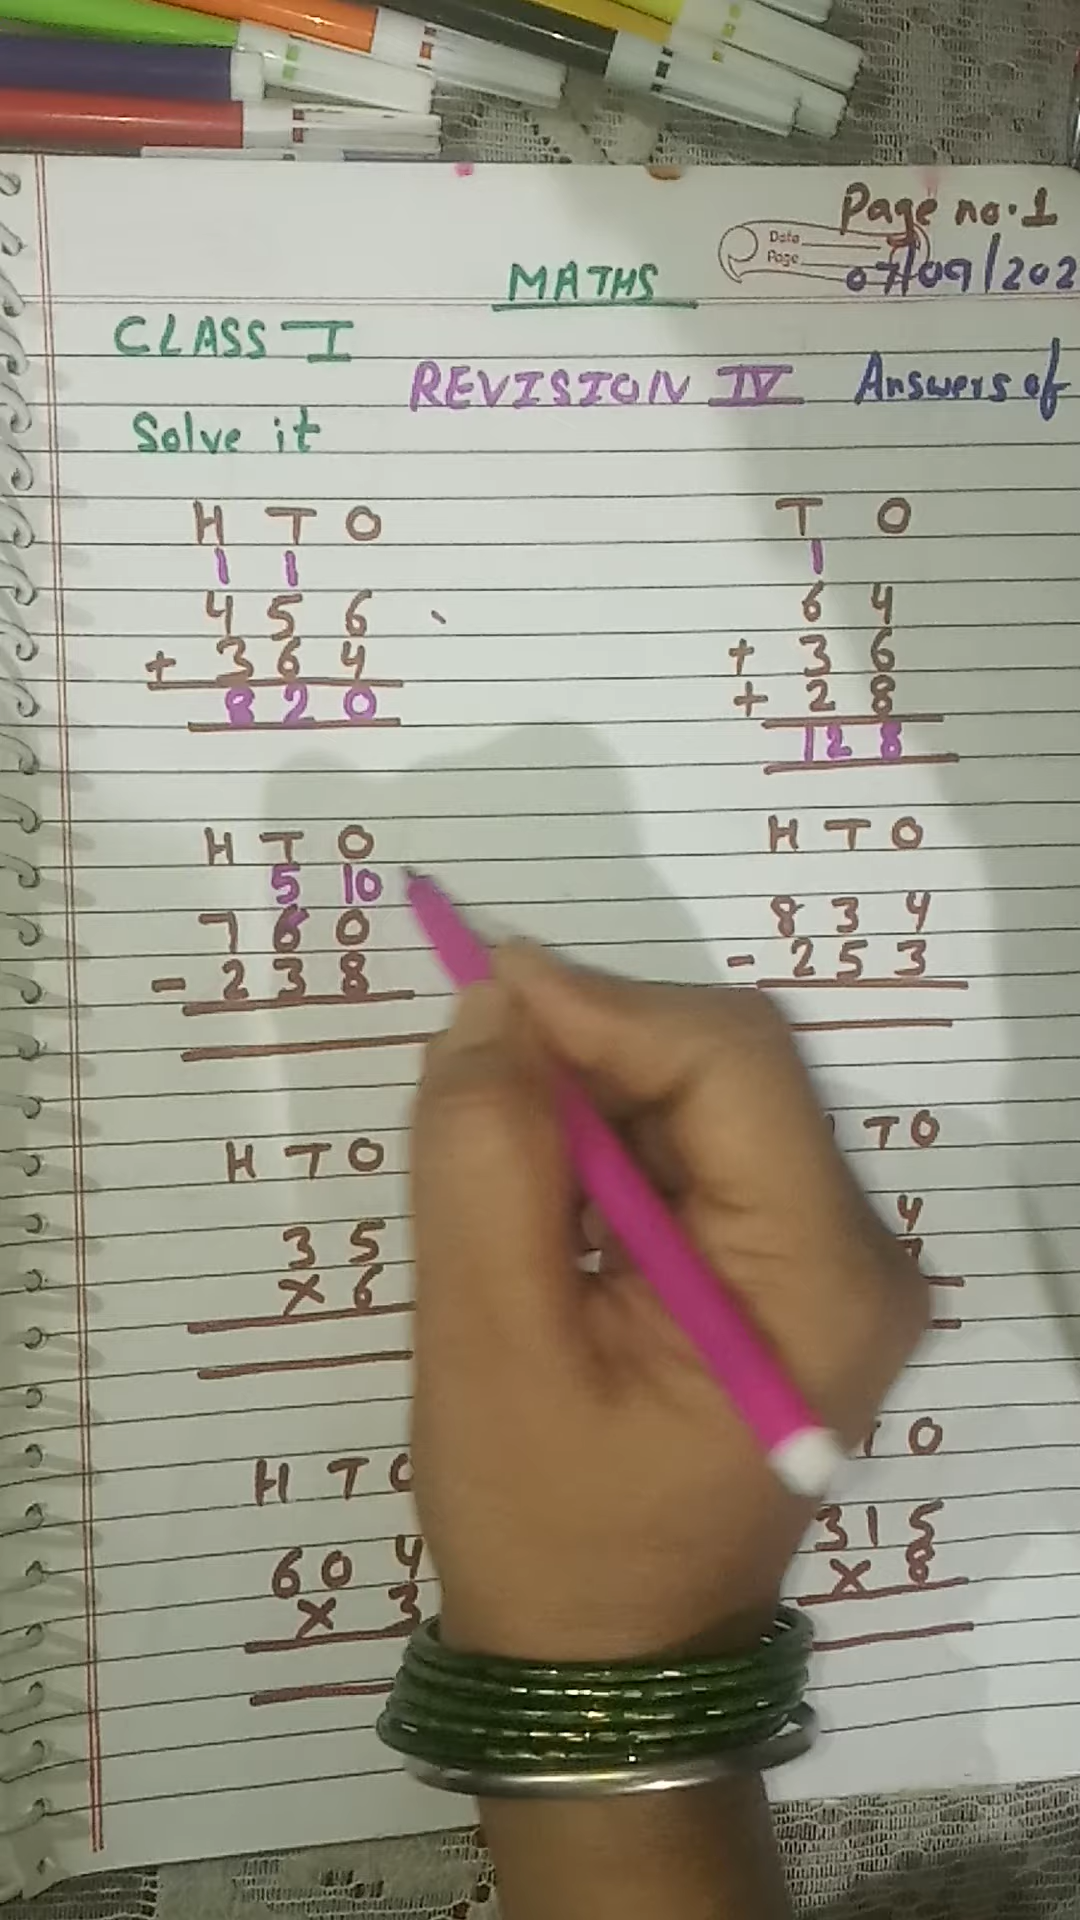 Page no. 1
Data
Page
07/09/202
MATHS
CLASS I
REVISION IV Answers of
Solve it
H T O
1 1
4 5 6
+ 3 6 4
8 2 0
T O
1
6 4
+ 3 6
+ 2 8
1 2 8
H T O
5 10
7 6 0
- 2 3 8
H T O
8 3 4
- 2 5 3
H T O
3 5
× 6
T O
4
H T O
6 0 4
× 3
O
3 1 5
× 8